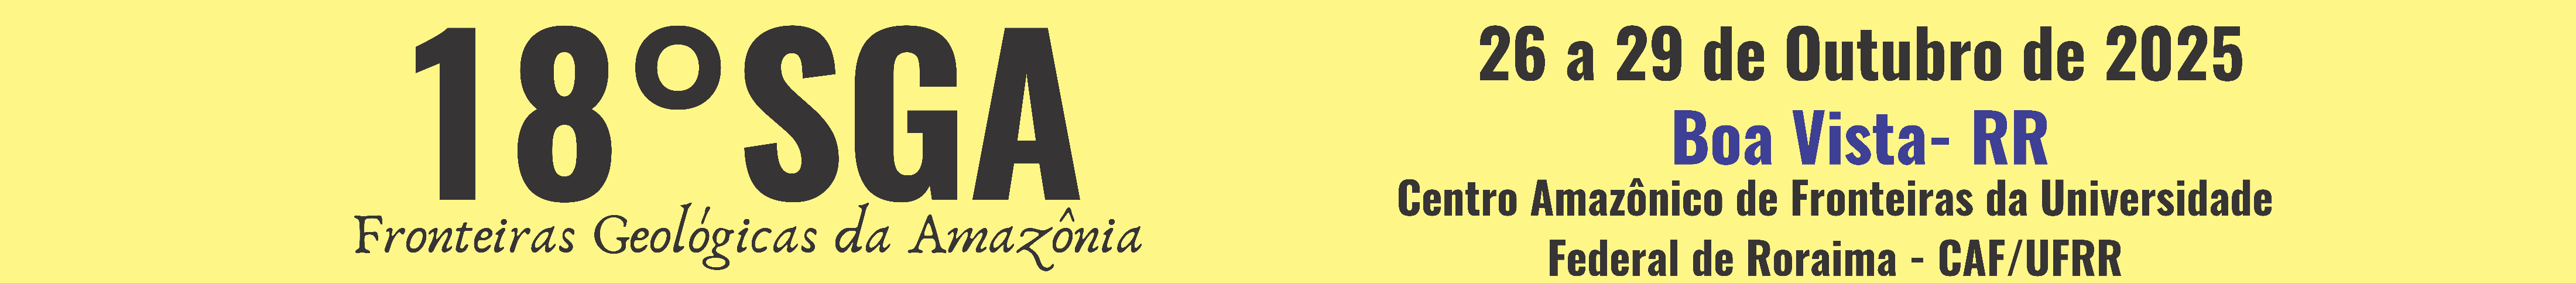 18°SGA
Fronteiras Geológicas da Amazônia
26 a 29 de Outubro de 2025
Boa Vista- RR
Centro Amazônico de Fronteiras da Universidade
Federal de Roraima - CAF/UFRR